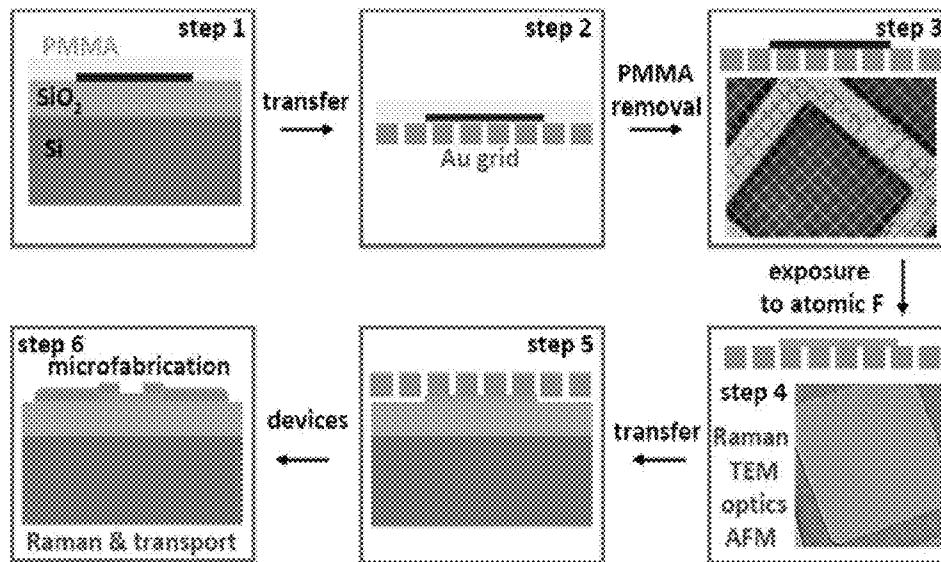 step 1
PMMA
SiO2
Si
transfer
step 2
Au grid
PMMA
removal
step 3
exposure
to atomic F
step 4
Raman
TEM
optics
AFM
transfer
step 5
devices
step 6
microfabrication
Raman & transport